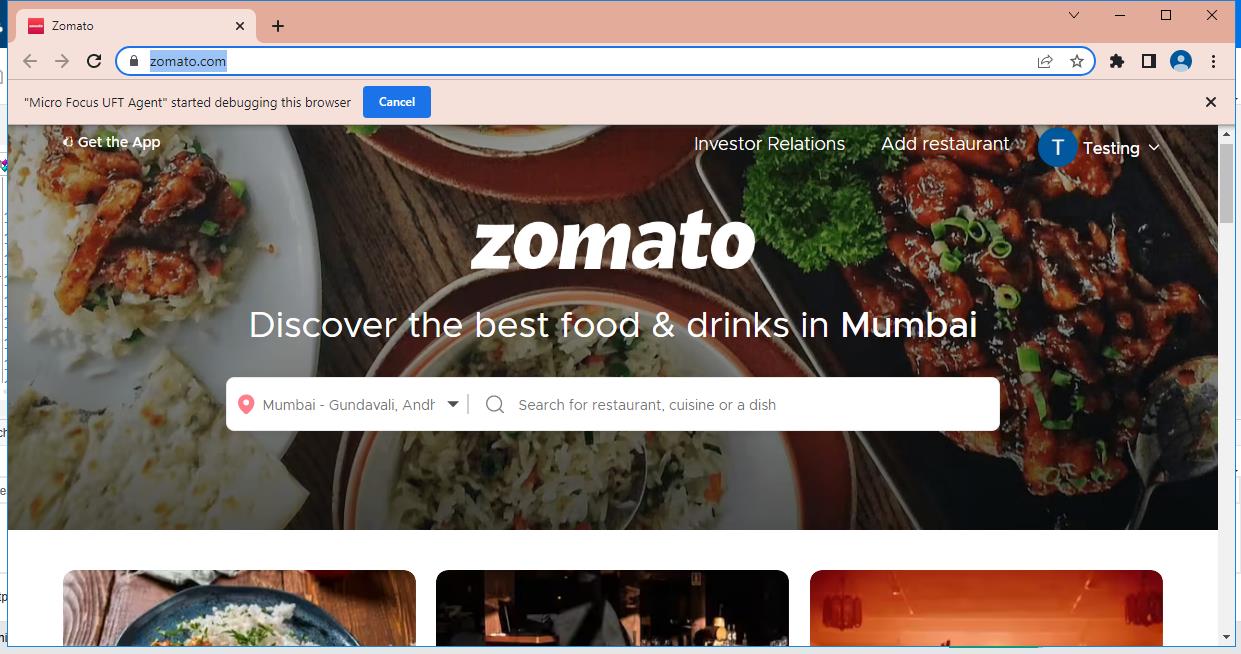 Zomato
zomato.com
"Micro Focus UFT Agent" started debugging this browser Cancel
Get the App Investor Relations Add restaurant T Testing
zomato
Discover the best food & drinks in Mumbai
Mumbai - Gundavali, Andh Search for restaurant, cuisine or a dish